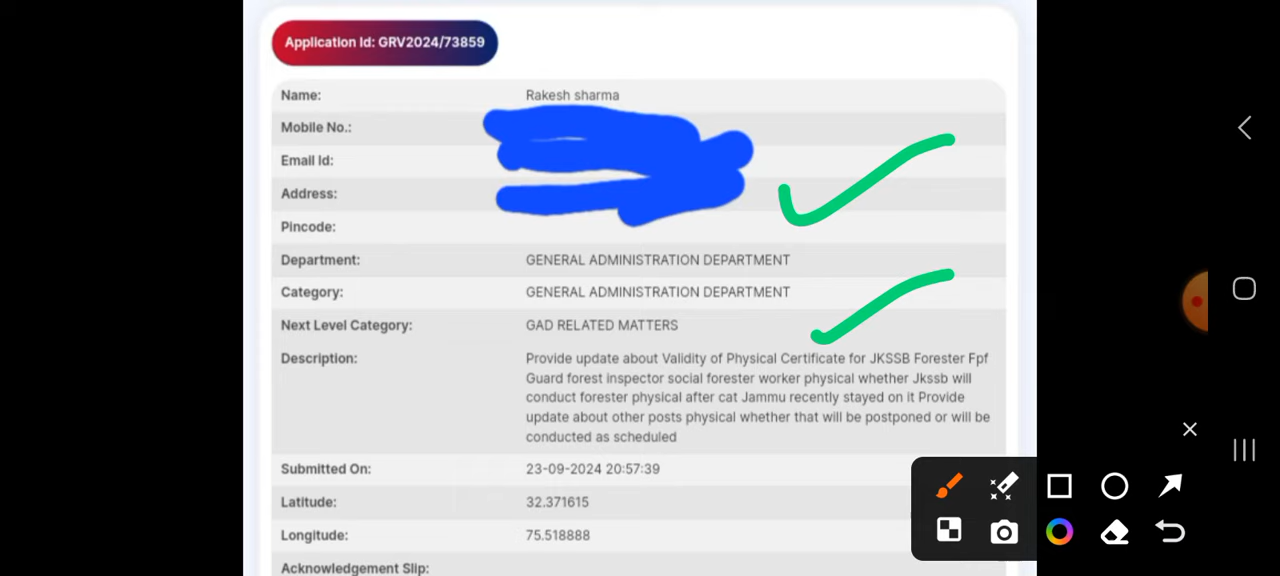 Application Id: GRV2024/73859
Name: Rakesh sharma
Mobile No.:
Email Id:
Address:
Pincode:
Department: GENERAL ADMINISTRATION DEPARTMENT
Category: GENERAL ADMINISTRATION DEPARTMENT
Next Level Category: GAD RELATED MATTERS
Description: Provide update about Validity of Physical Certificate for JKSSB Forester Fpf
Guard forest inspector social forester worker physical whether Jkssb will
conduct forester physical after cat Jammu recently stayed on it Provide
update about other posts physical whether that will be postponed or will be
conducted as scheduled
Submitted On: 23-09-2024 20:57:39
Latitude: 32.371615
Longitude: 75.518888
Acknowledgement Slip: